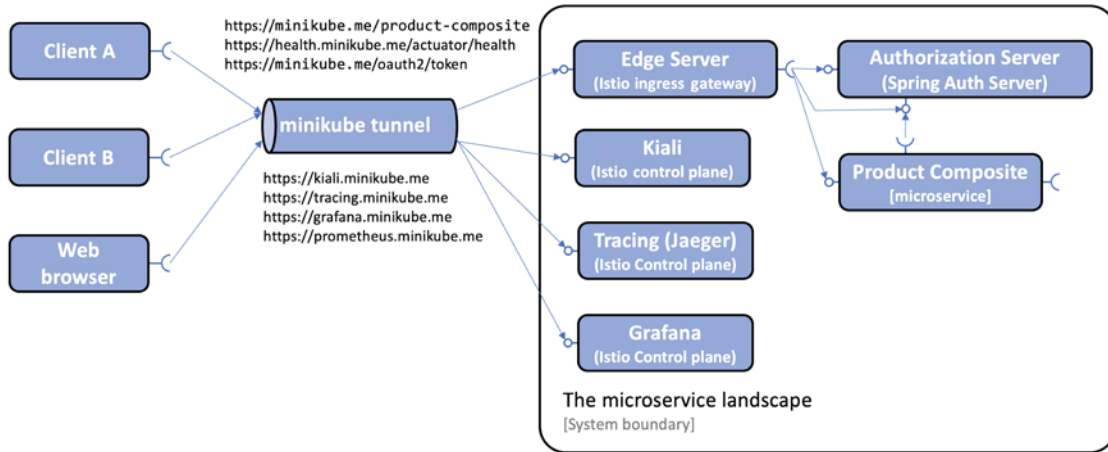 https://minikube.me/product-composite
https://health.minikube.me/actuator/health
https://minikube.me/oauth2/token
Client A
Client B
Web
browser
minikube tunnel
https://kiali.minikube.me
https://tracing.minikube.me
https://grafana.minikube.me
https://prometheus.minikube.me
Edge Server
(Istio ingress gateway)
Authorization Server
(Spring Auth Server)
Kiali
(Istio control plane)
Product Composite
[microservice]
Tracing (Jaeger)
(Istio Control plane)
Grafana
(Istio Control plane)
The microservice landscape
[System boundary]